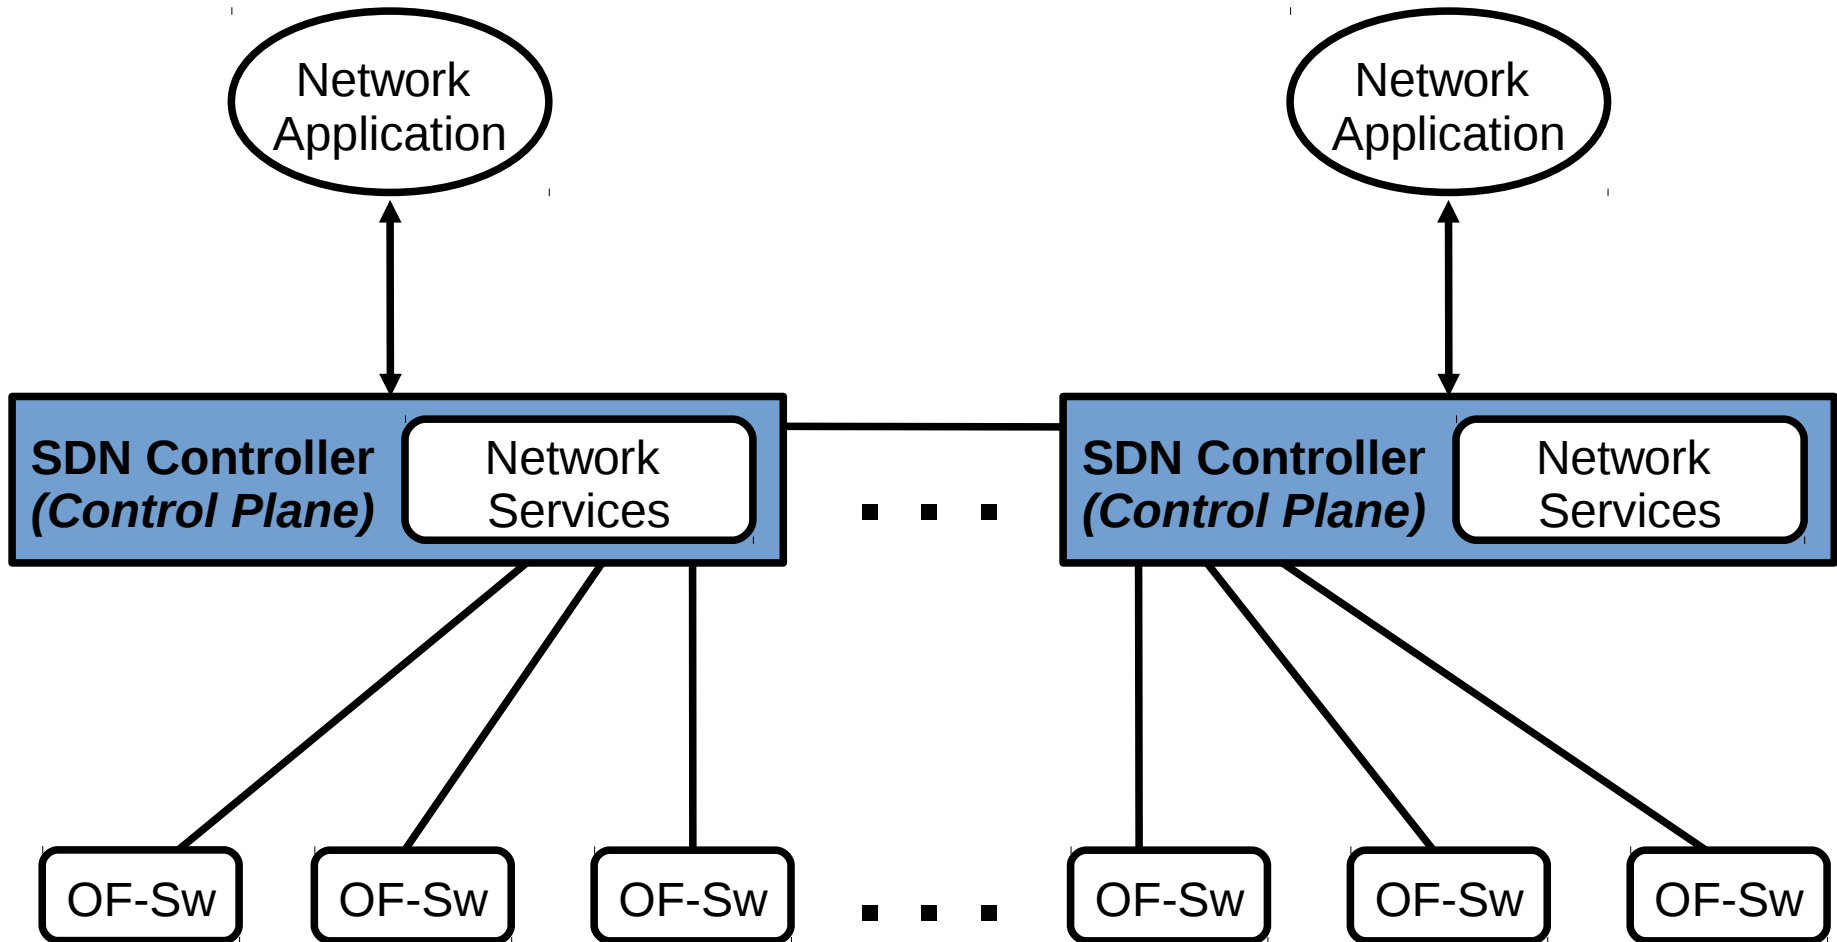 Network
Application
Network
Application
SDN Controller
(Control Plane)
Network
Services
SDN Controller
(Control Plane)
Network
Services
OF-Sw
OF-Sw
OF-Sw
OF-Sw
OF-Sw
OF-Sw